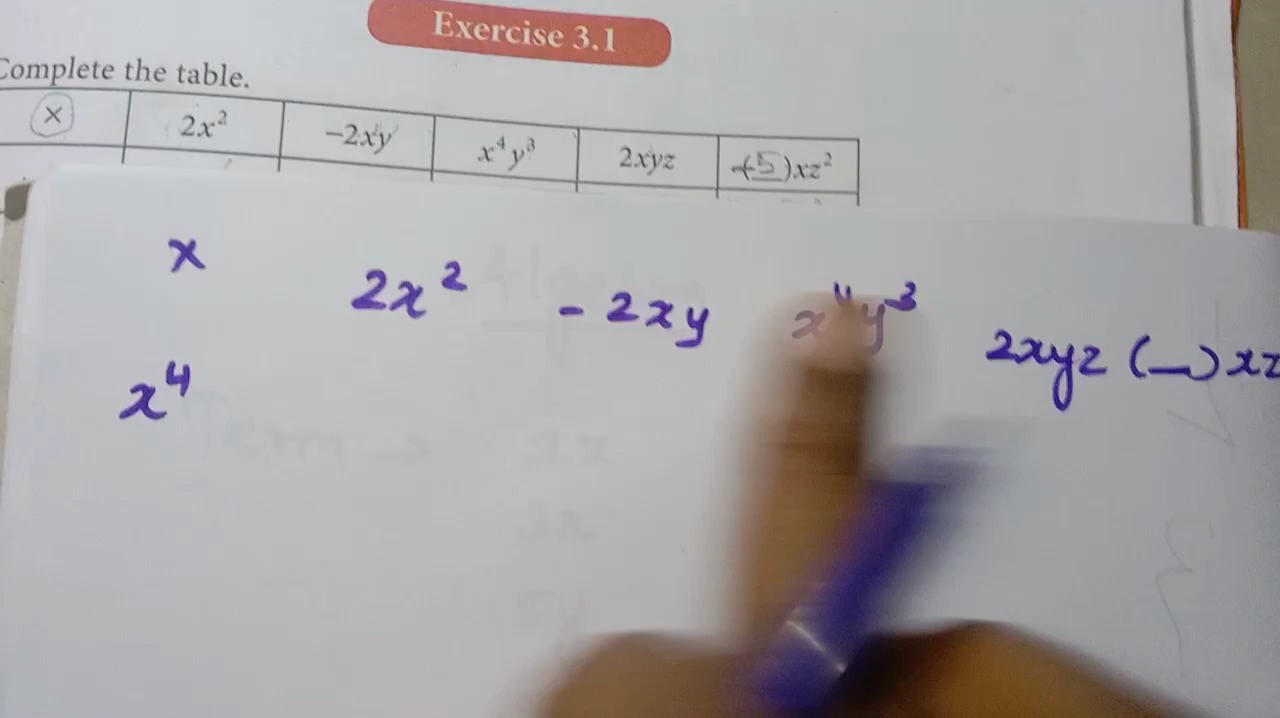 Exercise 3.1
Complete the table.
× 2x² −2xy x⁴y³ 2xyz (-5)xz²
× 2x² - 2xy x⁴y³ 2xyz (_)xz
x⁴